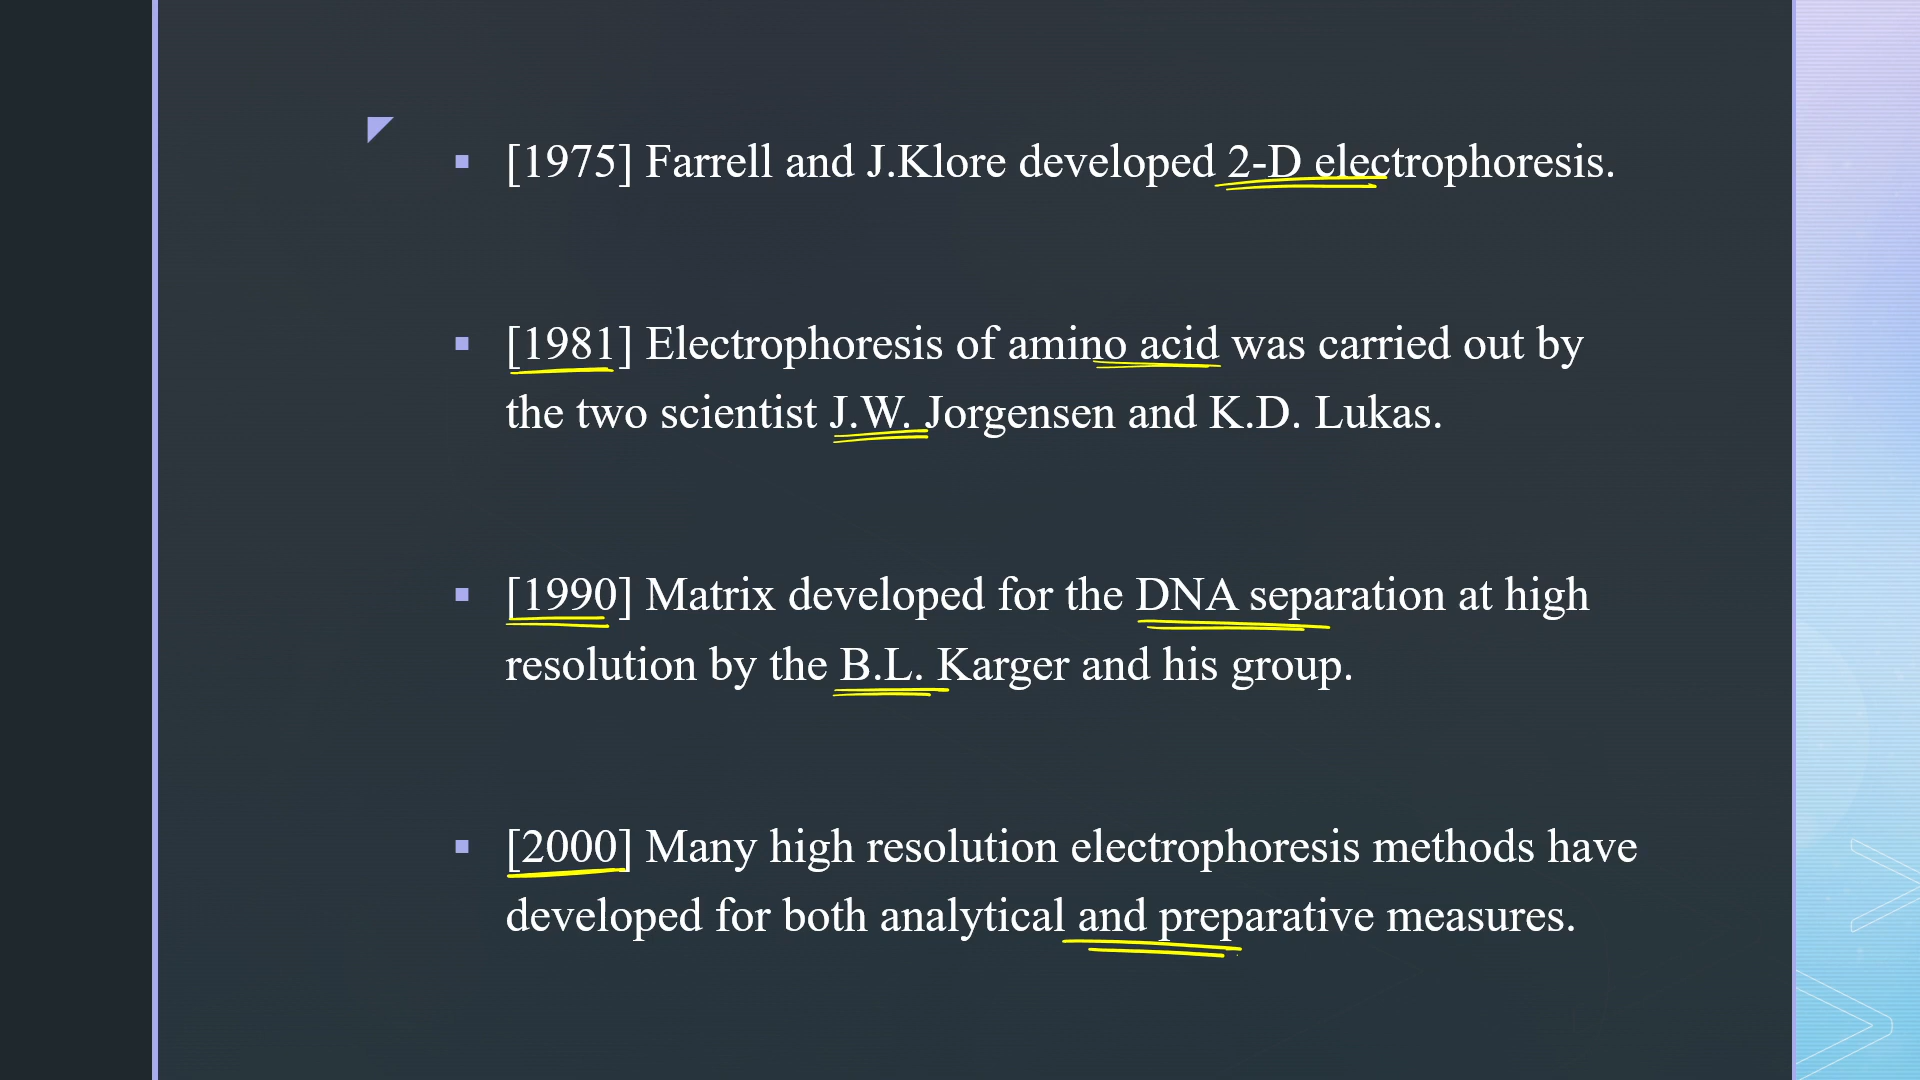 [1975] Farrell and J.Klore developed 2-D electrophoresis.
[1981] Electrophoresis of amino acid was carried out by
the two scientist J.W. Jorgensen and K.D. Lukas.
[1990] Matrix developed for the DNA separation at high
resolution by the B.L. Karger and his group.
[2000] Many high resolution electrophoresis methods have
developed for both analytical and preparative measures.